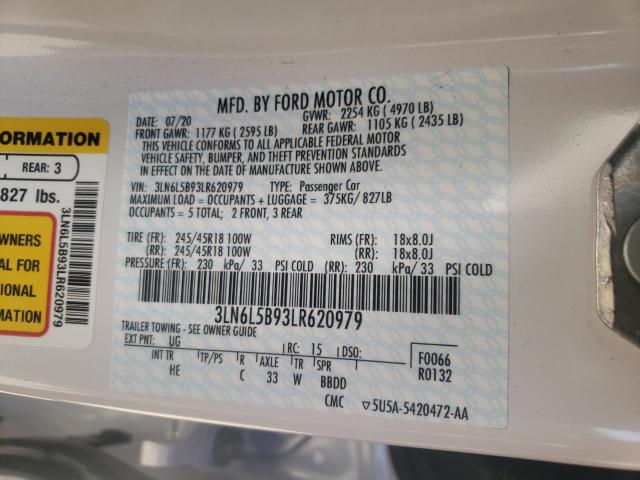 ORMATION
REAR: 3
827 lbs.
WNERS
AL FOR
IONAL
MATION
3LN6L5B93LR620979
MFD. BY FORD MOTOR CO.
DATE: 07/20 GVWR: 2254 KG ( 4970 LB)
FRONT GAWR: 1177 KG ( 2595 LB) REAR GAWR: 1105 KG ( 2435 LB)
THIS VEHICLE CONFORMS TO ALL APPLICABLE FEDERAL MOTOR
VEHICLE SAFETY, BUMPER, AND THEFT PREVENTION STANDARDS
IN EFFECT ON THE DATE OF MANUFACTURE SHOWN ABOVE.
VIN: 3LN6L5B93LR620979 TYPE: Passenger Car
MAXIMUM LOAD = OCCUPANTS + LUGGAGE = 375KG/ 827LB
OCCUPANTS = 5 TOTAL; 2 FRONT, 3 REAR
TIRE (FR): 245/45R18 100W RIMS (FR): 18x8.0J
(RR): 245/45R18 100W (RR): 18x8.0J
PRESSURE (FR): 230 kPa/ 33 PSI COLD (RR): 230 kPa/ 33 PSI COLD
3LN6L5B93LR620979
TRAILER TOWING - SEE OWNER GUIDE
EXT PNT: UG RC: 15 DSO: F0066
INT TR TP/PS R AXLE TR SPR R0132
HE C 33 W BBDD
CMC ▽5U5A-5420472-AA